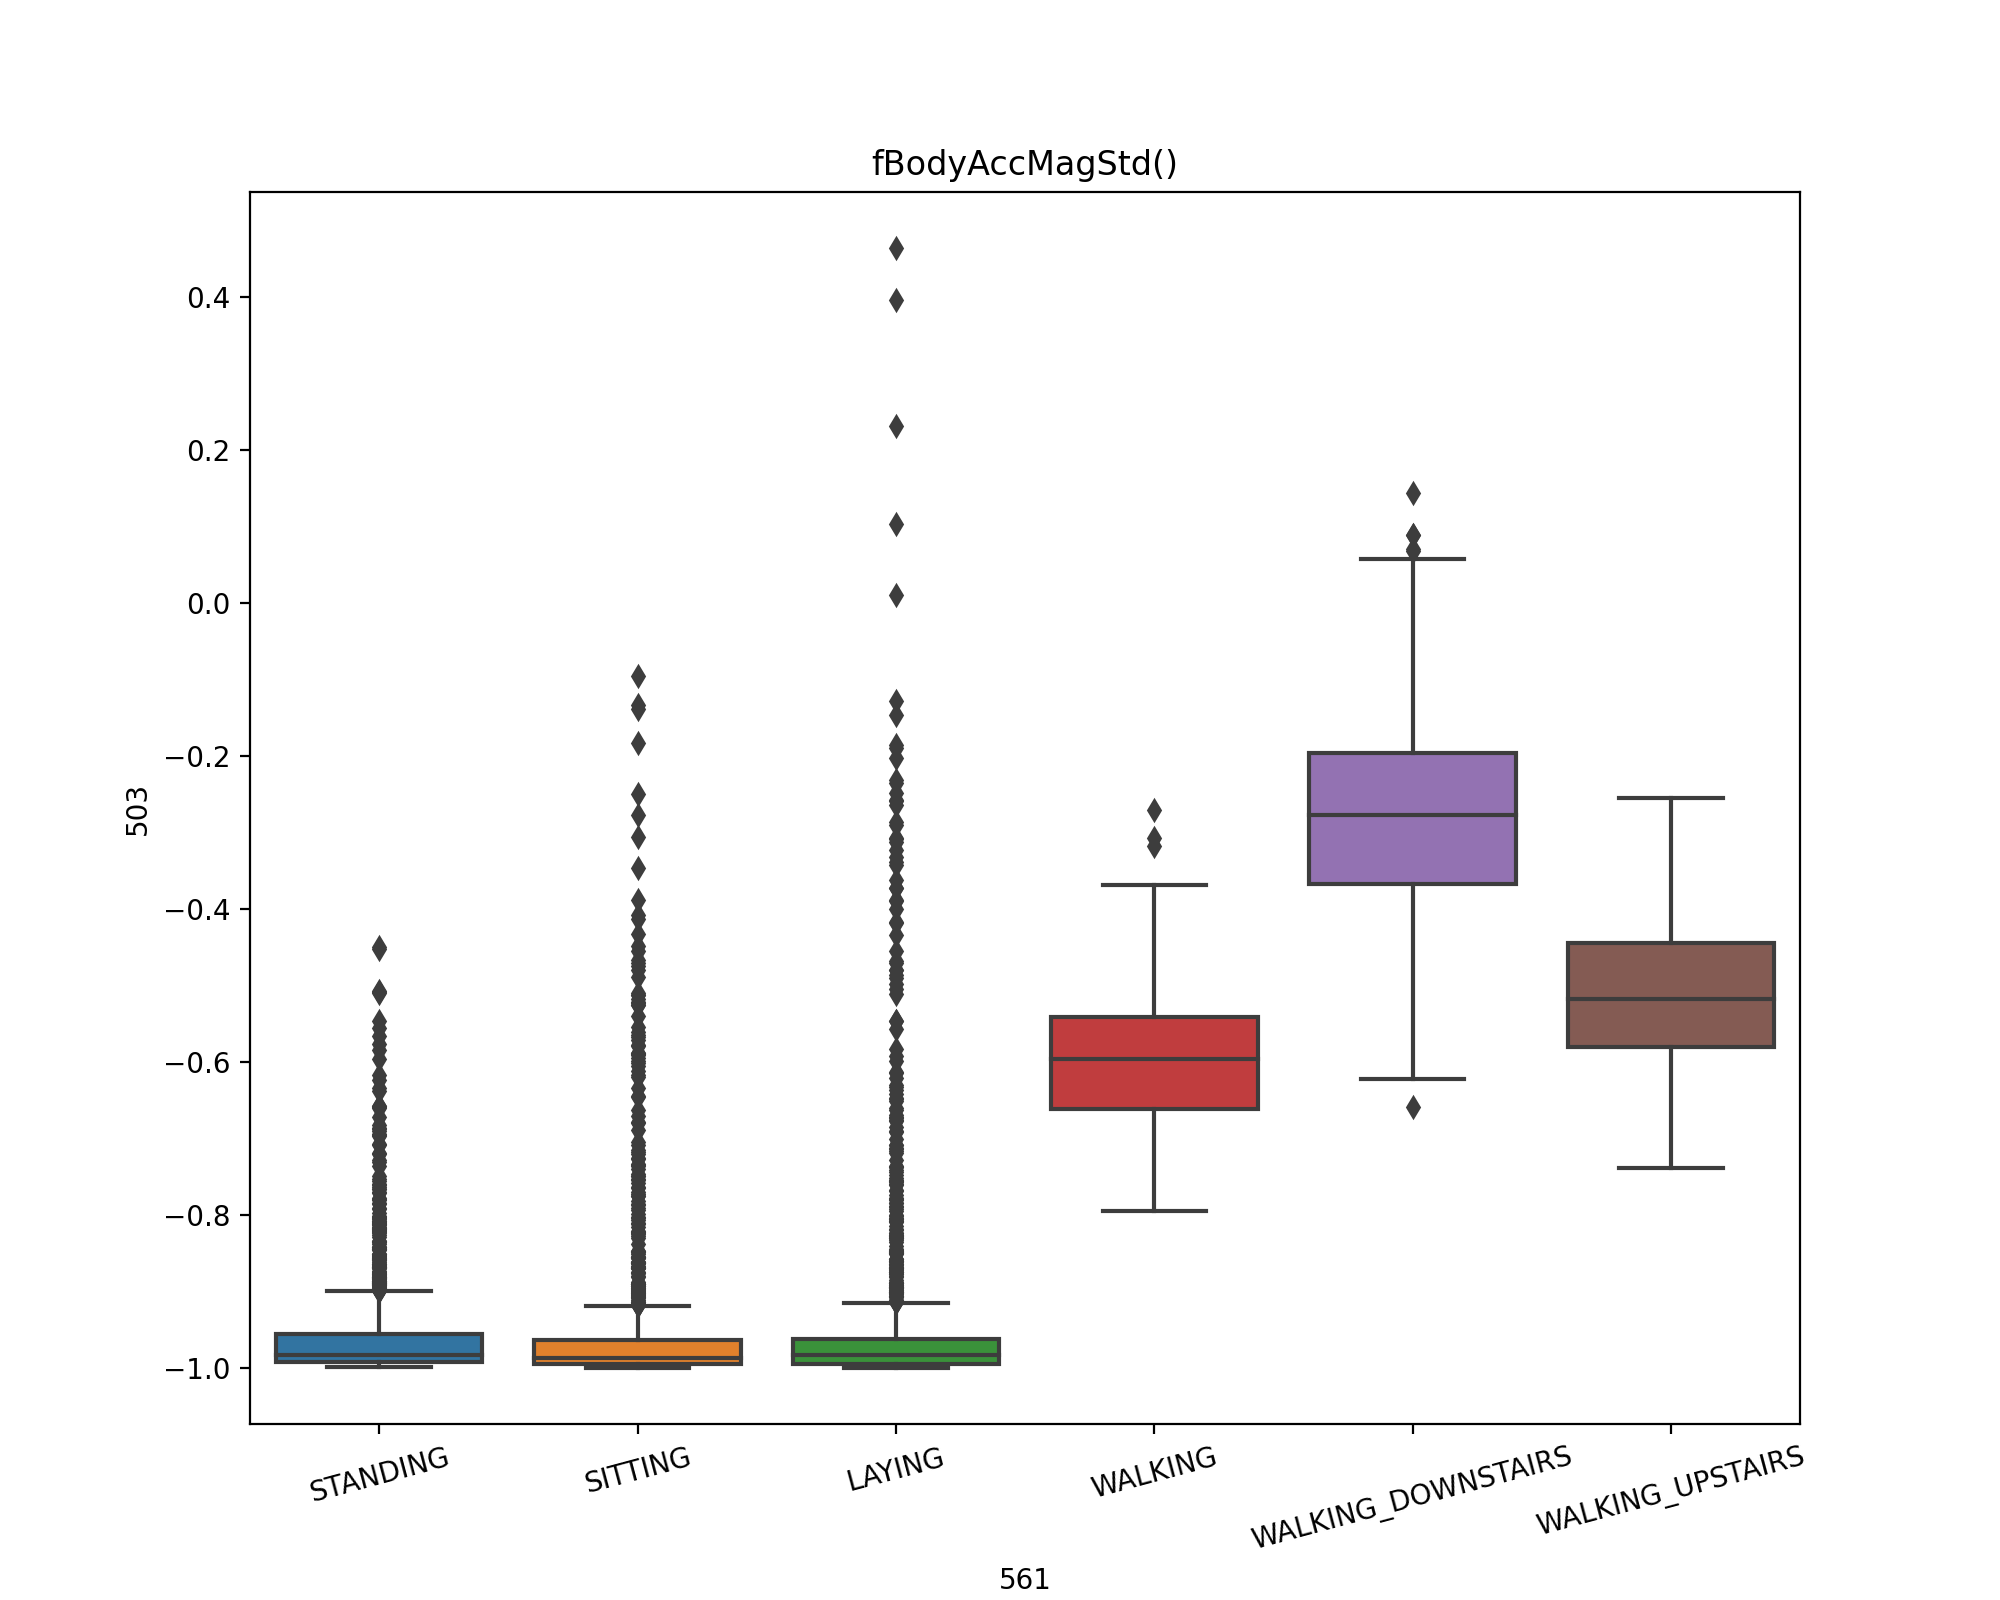 fBodyAccMagStd()
0.4
0.2
0.0
−0.2
−0.4
−0.6
−0.8
−1.0
503
STANDING
SITTING
LAYING
WALKING
WALKING_DOWNSTAIRS
WALKING_UPSTAIRS
561